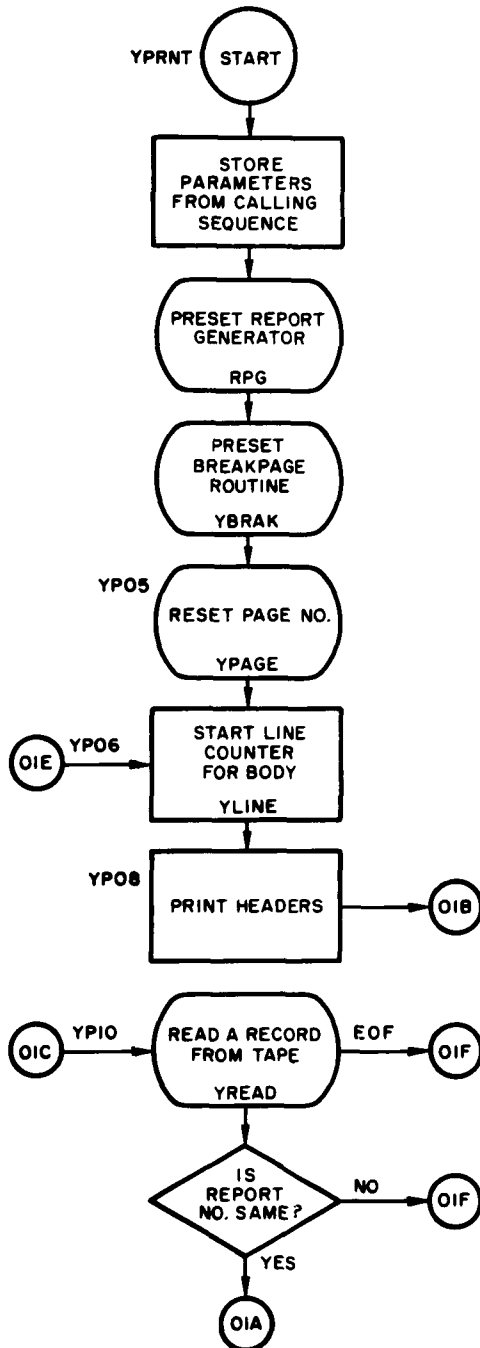 YPRNT
START
STORE
PARAMETERS
FROM CALLING
SEQUENCE
PRESET REPORT
GENERATOR
RPG
PRESET
BREAKPAGE
ROUTINE
YBRAK
YP05
RESET PAGE NO.
YPAGE
01E
YP06
START LINE
COUNTER
FOR BODY
YLINE
YP08
PRINT HEADERS
01B
01C
YP10
READ A RECORD
FROM TAPE
YREAD
EOF
01F
IS
REPORT
NO. SAME?
NO
01F
YES
01A